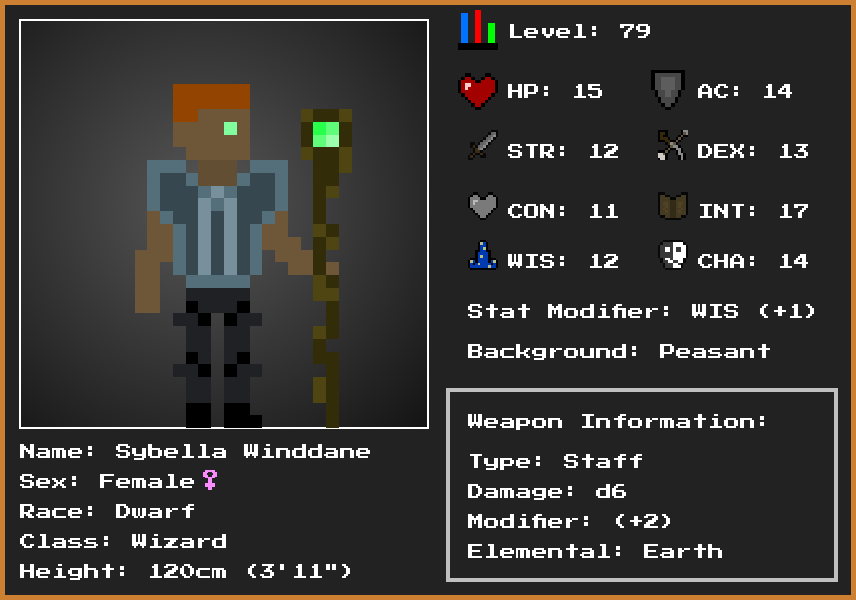 Level: 79
HP: 15 AC: 14
STR: 12 DEX: 13
CON: 11 INT: 17
WIS: 12 CHA: 14
Stat Modifier: WIS (+1)
Background: Peasant
Weapon Information:
Type: Staff
Damage: d6
Modifier: (+2)
Elemental: Earth
Name: Sybella Winddane
Sex: Female♀
Race: Dwarf
Class: Wizard
Height: 120cm (3'11")